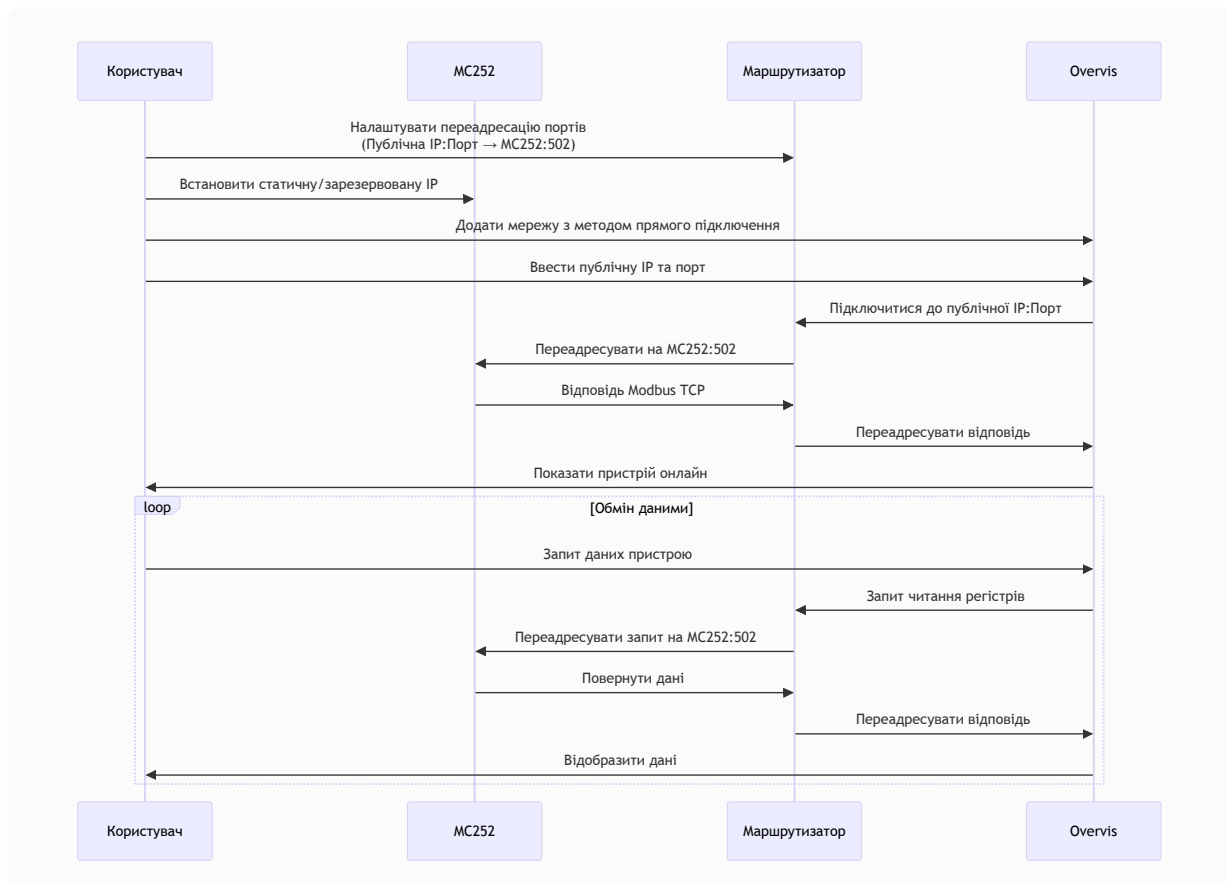 Користувач
MC252
Маршрутизатор
Overvis
Налаштувати переадресацію портів
(Публічна IP:Порт → MC252:502)
Встановити статичну/зарезервовану IP
Додати мережу з методом прямого підключення
Ввести публічну IP та порт
Підключитися до публічної IP:Порт
Переадресувати на MC252:502
Відповідь Modbus TCP
Переадресувати відповідь
Показати пристрій онлайн
loop
[Обмін даними]
Запит даних пристрою
Запит читання регістрів
Переадресувати запит на MC252:502
Повернути дані
Переадресувати відповідь
Відобразити дані
Користувач
MC252
Маршрутизатор
Overvis